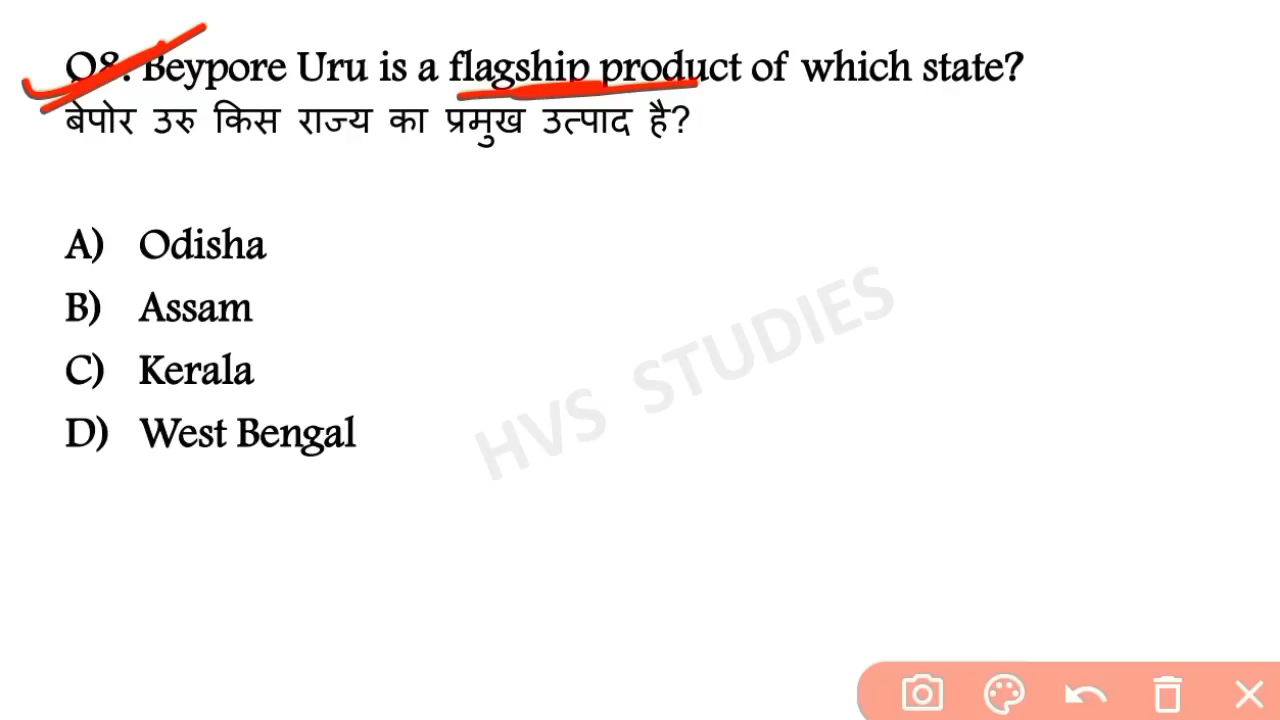 Q8. Beypore Uru is a flagship product of which state?
बेपोर उरु किस राज्य का प्रमुख उत्पाद है?
A) Odisha
B) Assam
C) Kerala
D) West Bengal
HVS STUDIES